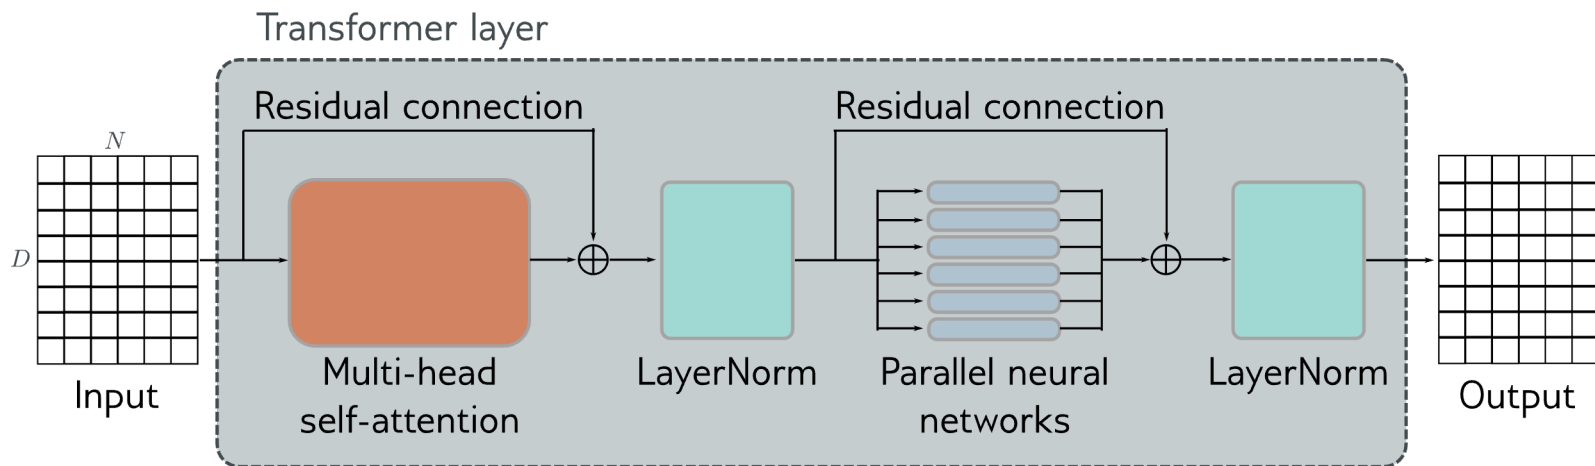 Transformer layer
Residual connection
Residual connection
N
D
Input
Multi-head
self-attention
LayerNorm
Parallel neural
networks
LayerNorm
Output